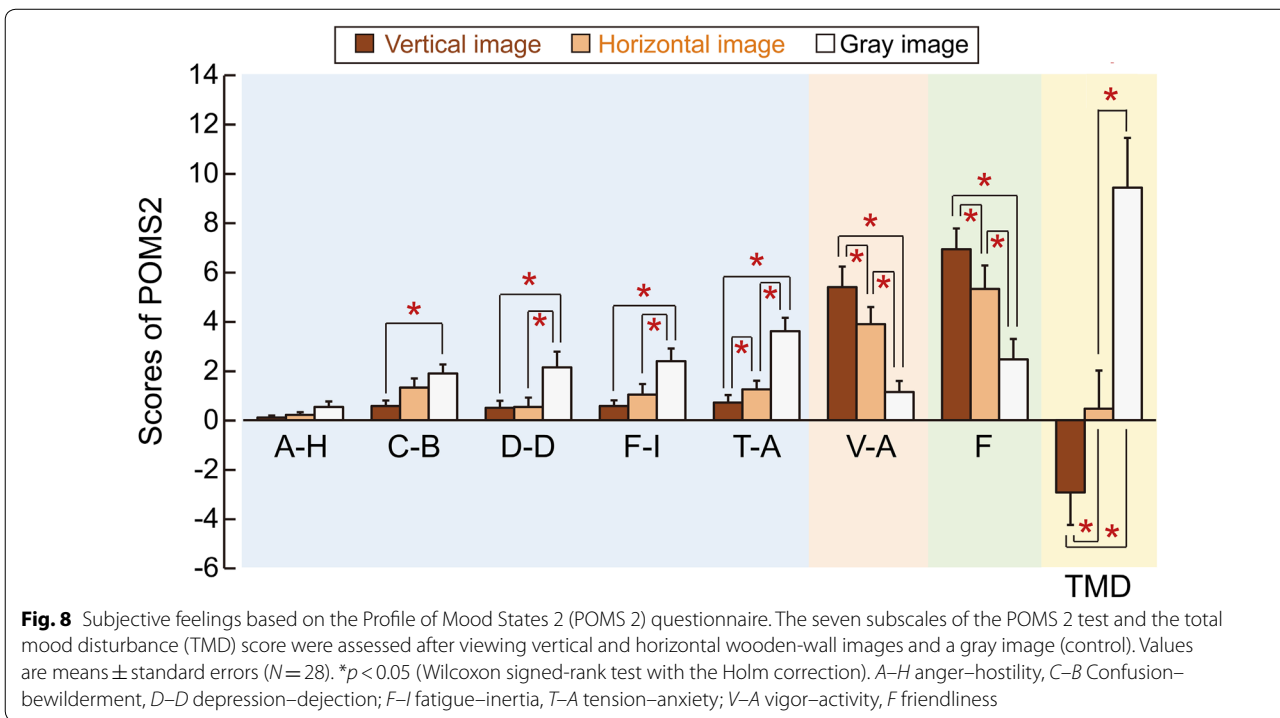 Vertical image Horizontal image Gray image
Scores of POMS2
14
12
10
8
6
4
2
0
-2
-4
-6
* * * * * * * * * * * * * * * * * *
A-H C-B D-D F-I T-A V-A F
TMD
Fig. 8 Subjective feelings based on the Profile of Mood States 2 (POMS 2) questionnaire. The seven subscales of the POMS 2 test and the total
mood disturbance (TMD) score were assessed after viewing vertical and horizontal wooden-wall images and a gray image (control). Values
are means ± standard errors (N = 28). *p < 0.05 (Wilcoxon signed-rank test with the Holm correction). A–H anger–hostility, C–B Confusion–
bewilderment, D–D depression–dejection; F–I fatigue–inertia, T–A tension–anxiety; V–A vigor–activity, F friendliness